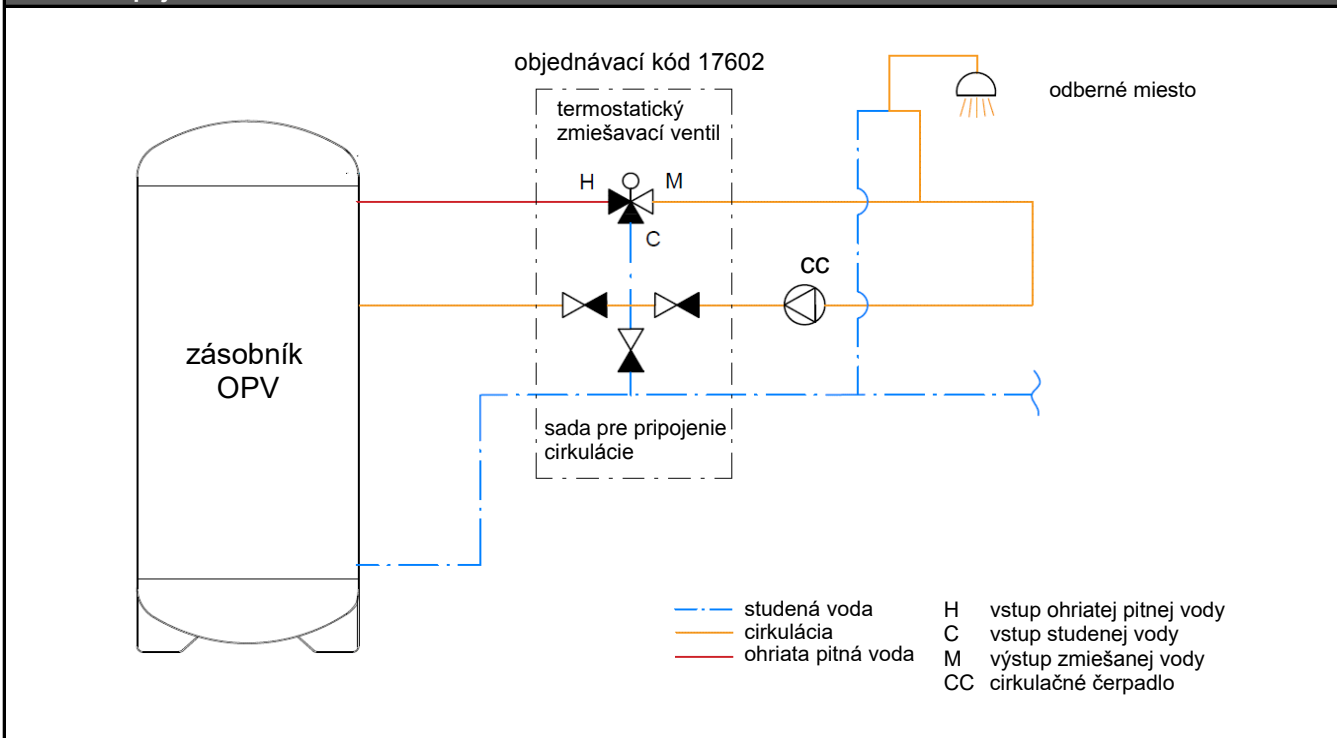 objednávací kód 17602
termostatický
zmiešavací ventil
odberné miesto
H
M
C
CC
zásobník
OPV
sada pre pripojenie
cirkulácie
studená voda
cirkulácia
ohriata pitná voda
H vstup ohriatej pitnej vody
C vstup studenej vody
M výstup zmiešanej vody
CC cirkulačné čerpadlo